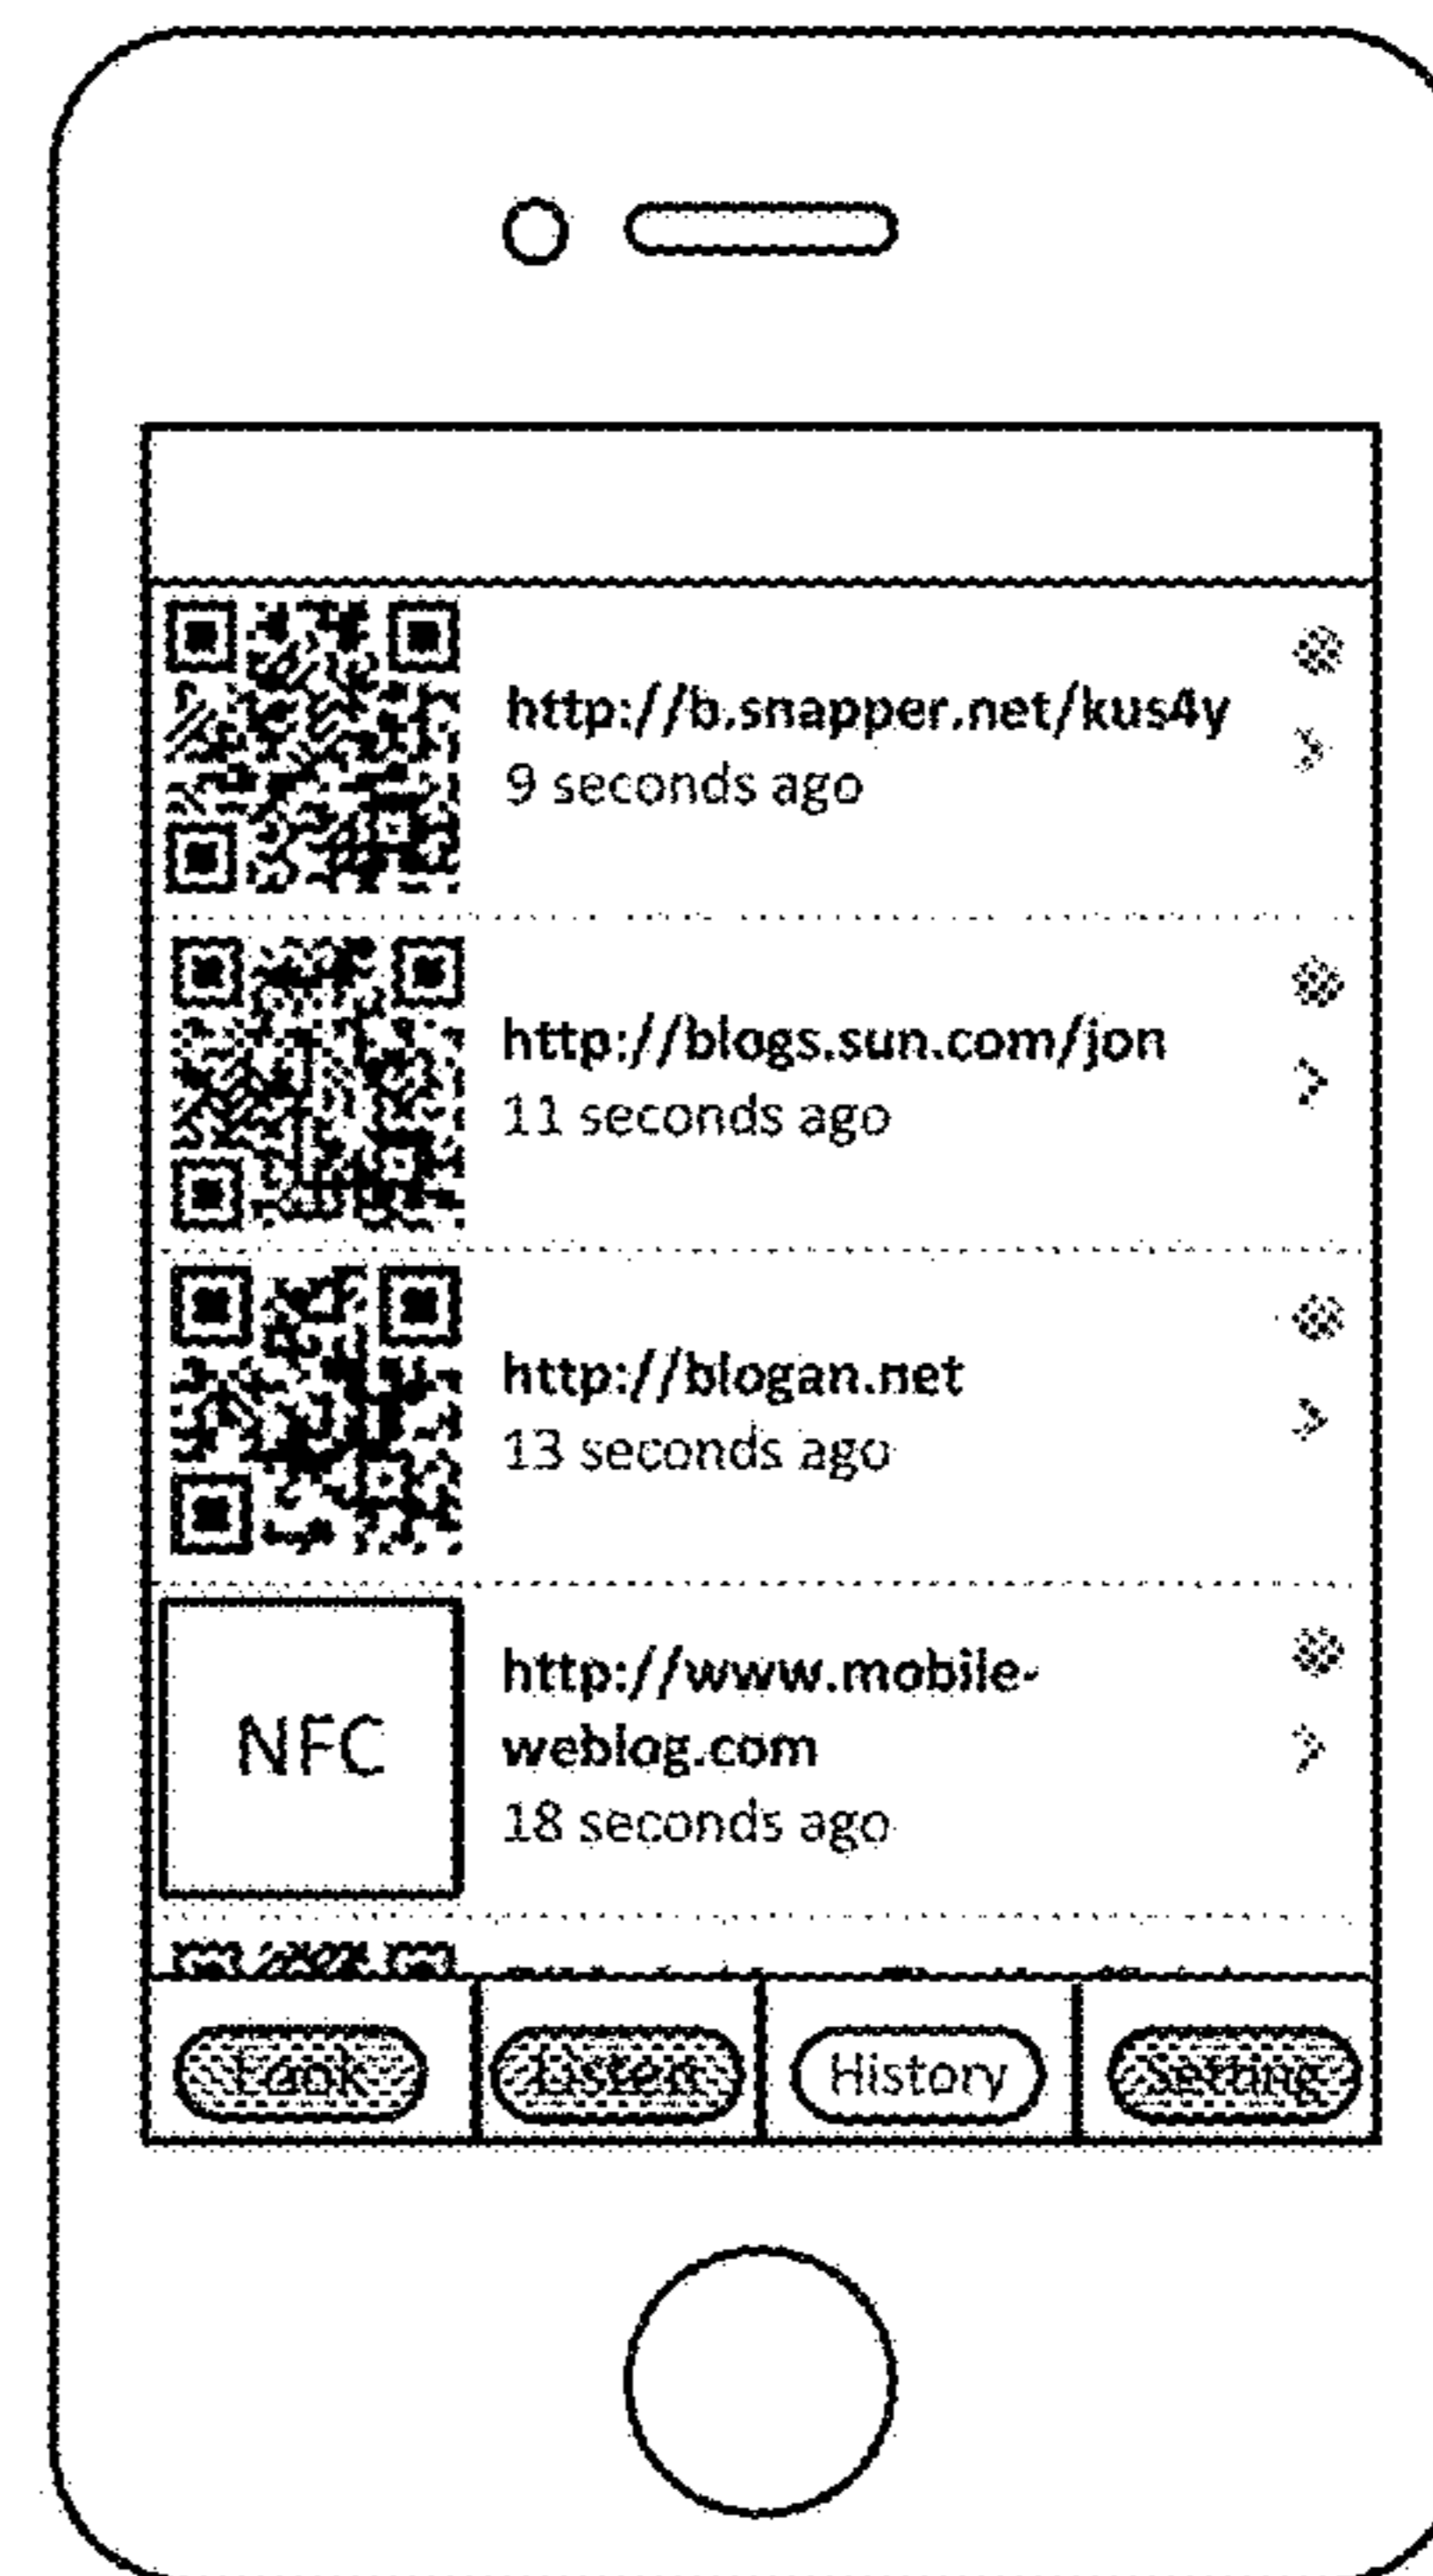 http://b.snapper.net/kus4y
9 seconds ago
http://blogs.sun.com/jon
11 seconds ago
http://blogan.net
13 seconds ago
NFC
http://www.mobile-
weblog.com
18 seconds ago
Look
Listen
History
Setting